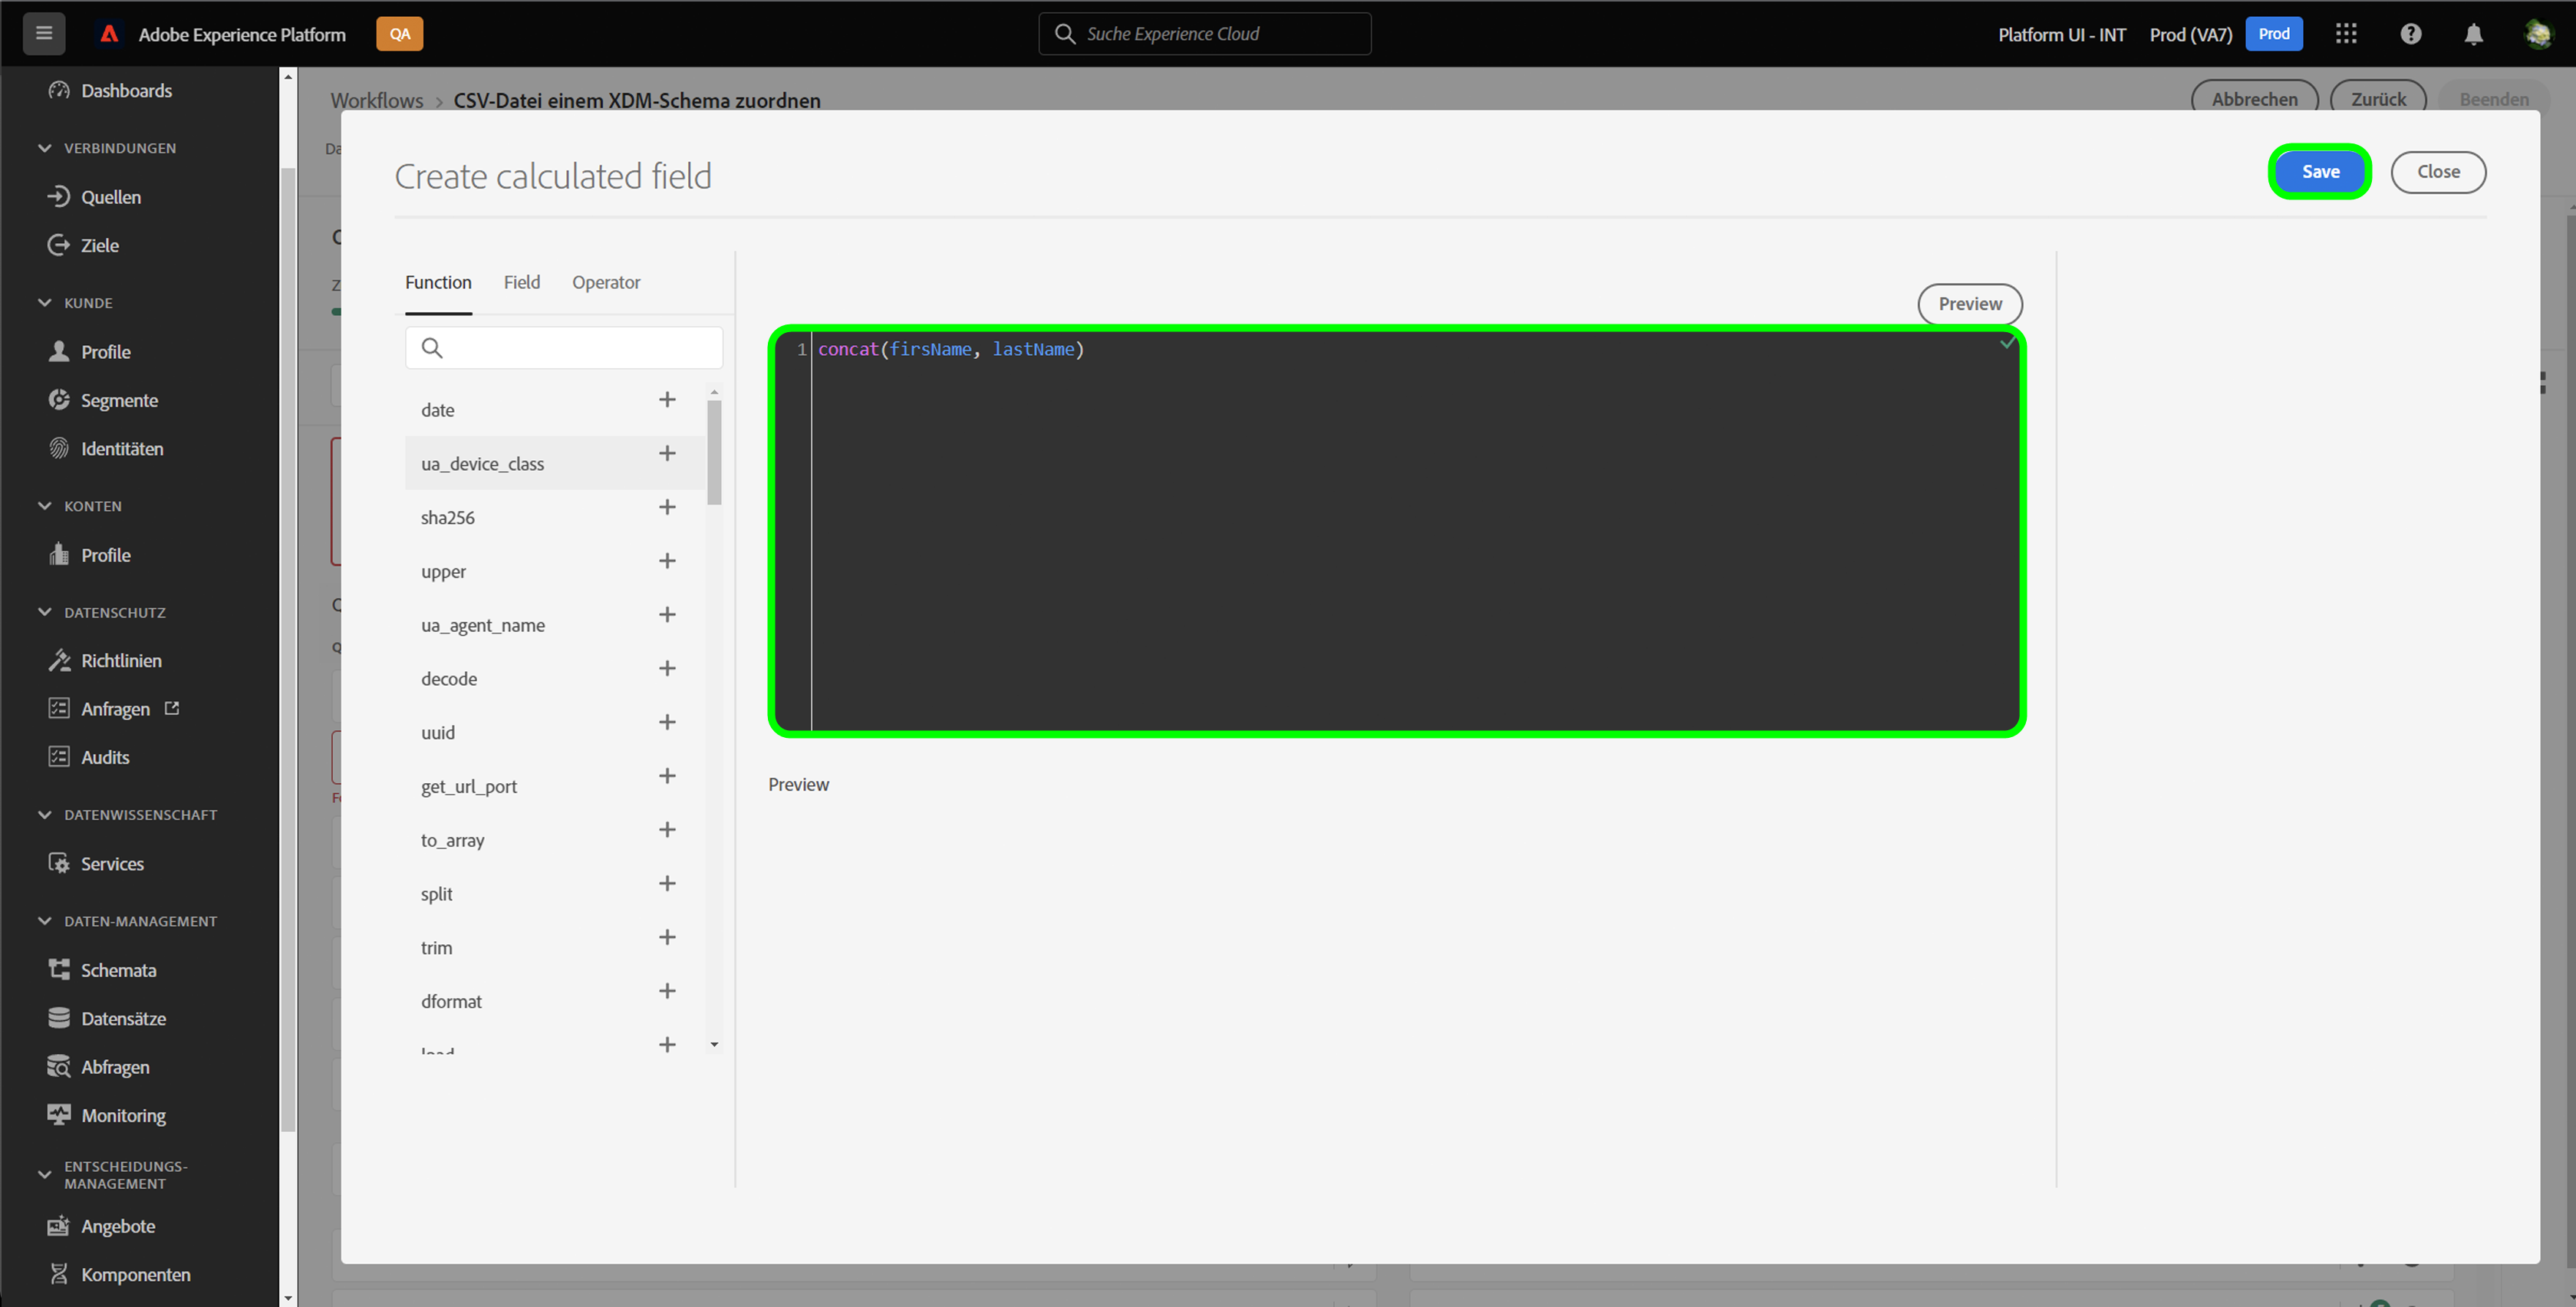 Adobe Experience Platform
QA
Suche Experience Cloud
Platform UI - INT
Prod (VA7)
Prod
Dashboards
VERBINDUNGEN
Quellen
Ziele
KUNDE
Profile
Segmente
Identitäten
KONTEN
Profile
DATENSCHUTZ
Richtlinien
Anfragen
Audits
DATENWISSENSCHAFT
Services
DATEN-MANAGEMENT
Schemata
Datensätze
Abfragen
Monitoring
ENTSCHEIDUNGS-
MANAGEMENT
Angebote
Komponenten
Workflows > CSV-Datei einem XDM-Schema zuordnen
Abbrechen
Zurück
Beenden
Create calculated field
Save
Close
Function
Field
Operator
date
ua_device_class
sha256
upper
ua_agent_name
decode
uuid
get_url_port
to_array
split
trim
dformat
Preview
1 concat(firsName, lastName)
Preview